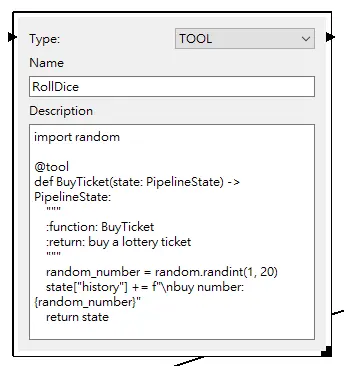 Type: TOOL
Name
RollDice
Description
import random

@tool
def BuyTicket(state: PipelineState) ->
PipelineState:
    """
    :function: BuyTicket
    :return: buy a lottery ticket
    """
    random_number = random.randint(1, 20)
    state["history"] += f"\nbuy number:
{random_number}"
    return state